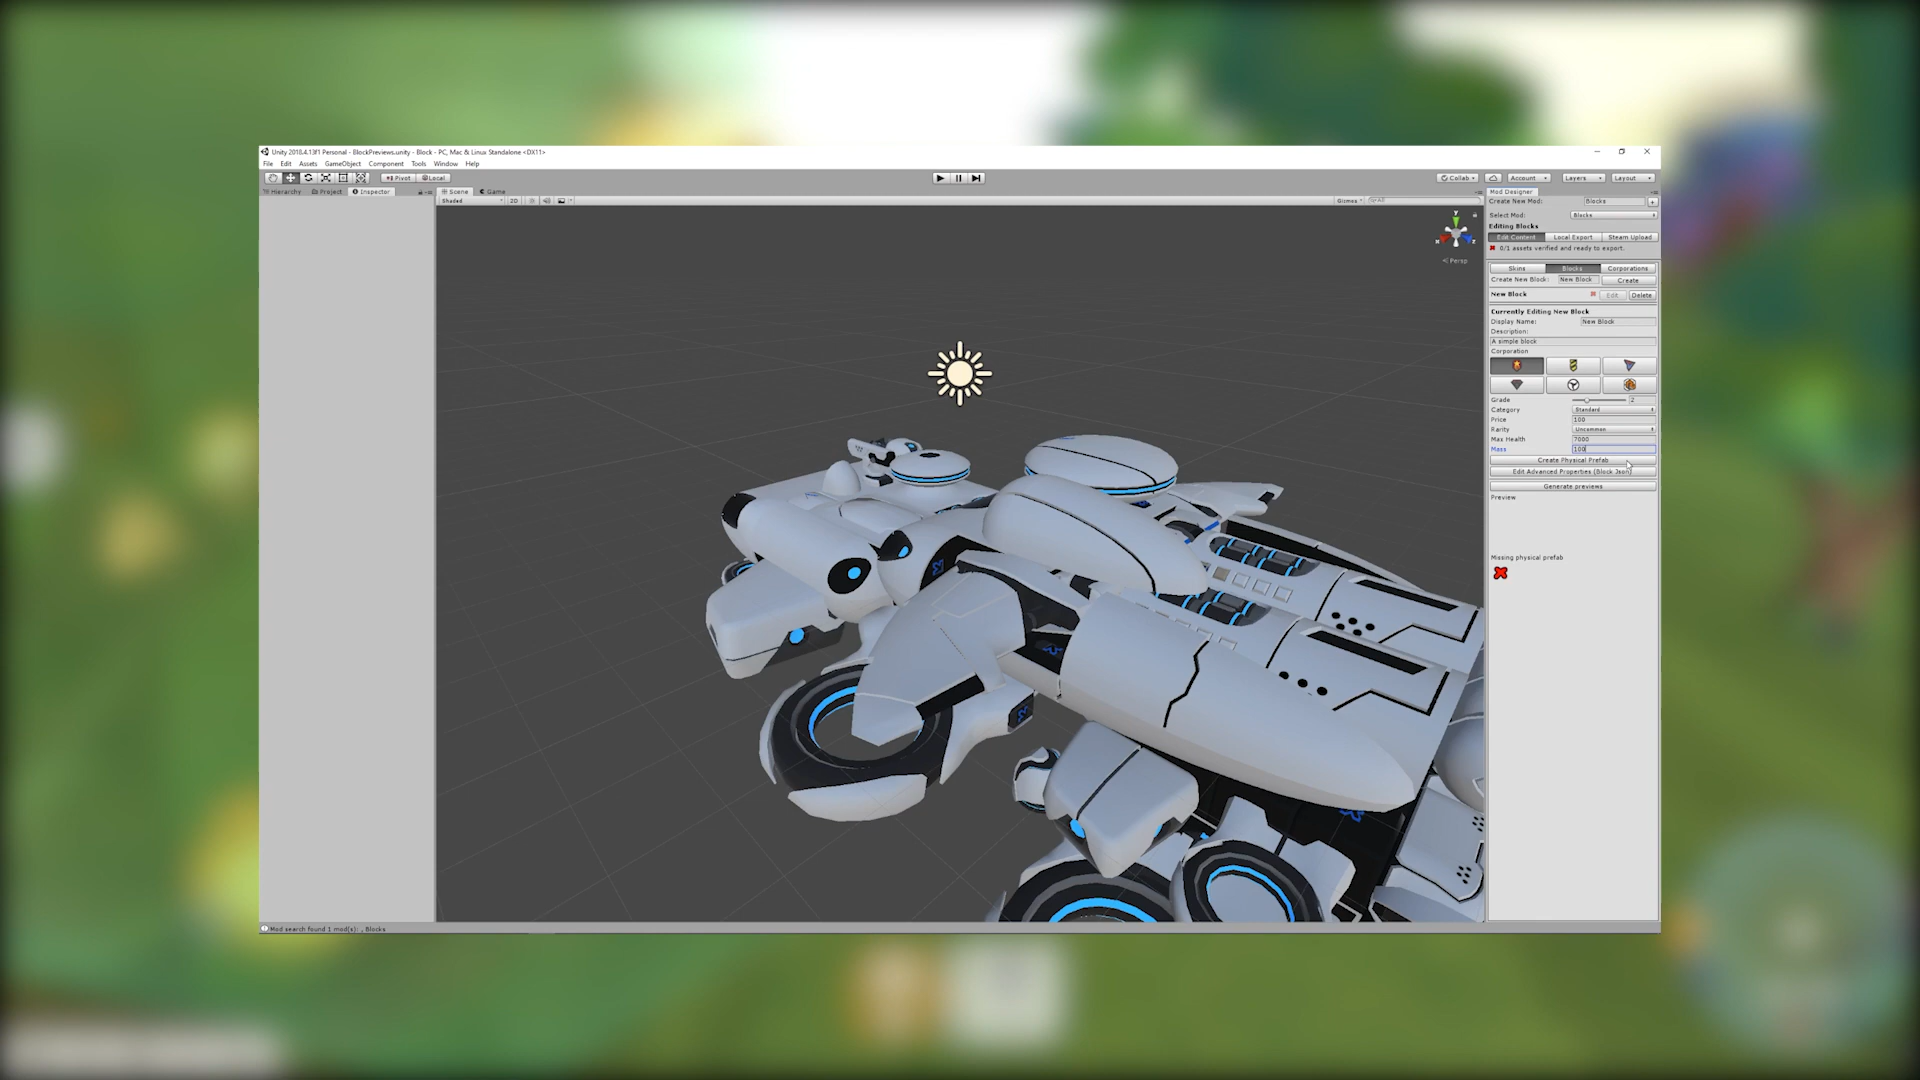 Unity 2018.4.13f1 Personal - BlockPreviews.unity - Block - PC, Mac & Linux Standalone <DX11>
File Edit Assets GameObject Component Tools Window Help
Pivot Local Collab Account Layers Layout
Hierarchy Project Inspector Scene Game Mod Designer
Shaded 2D Gizmos All
Create New Mod: Blocks +
Select Mod: Blocks
Editing Blocks
Edit Content Local Export Steam Upload
0/1 assets verified and ready to export.
y
x z
Persp
Skins Blocks Corporations
Create New Block: New Block Create
New Block Edit Delete
Currently Editing New Block
Display Name: New Block
Description:
A simple block
Corporation
Grade 2
Category Standard
Price 100
Rarity Uncommon
Max Health 7000
Mass 100
Create Physical Prefab
Edit Advanced Properties (Block Json)
Generate previews
Preview
Missing physical prefab
Mod search found 1 mod(s): , Blocks